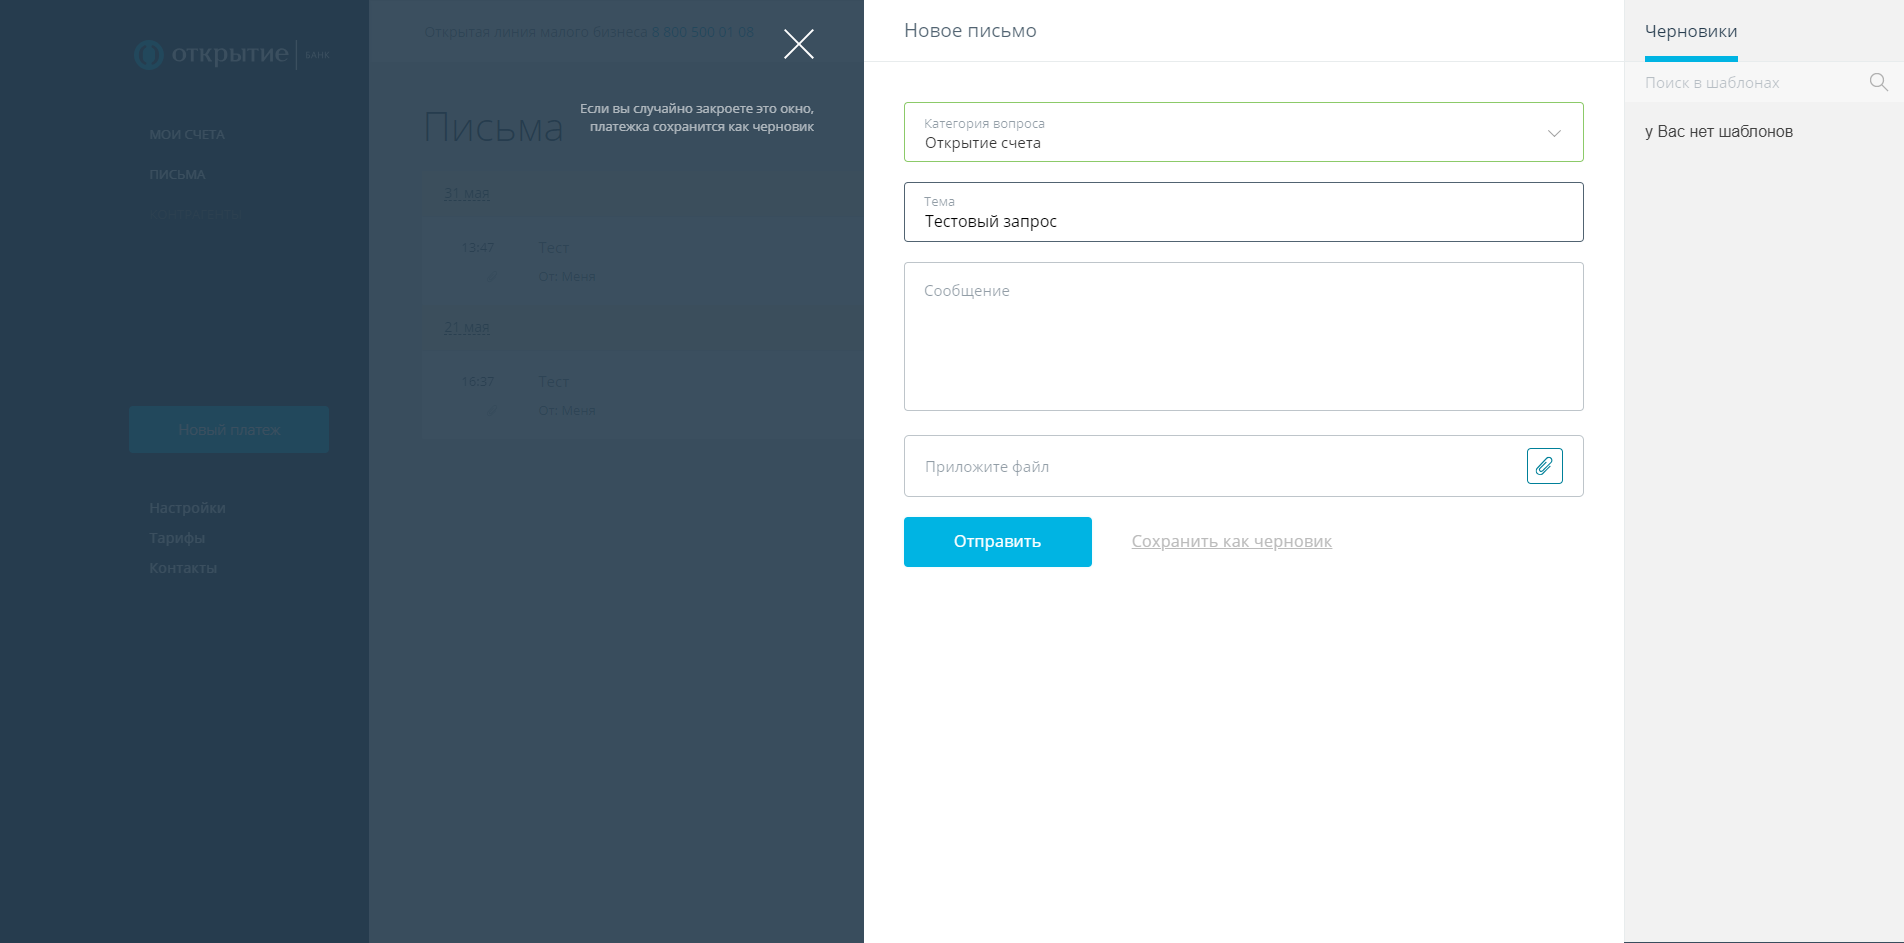 открытие БАНК
МОИ СЧЕТА
ПИСЬМА
КОНТРАГЕНТЫ
Новый платеж
Настройки
Тарифы
Контакты
Открытая линия малого бизнеса 8 800 500 01 08
Если вы случайно закроете это окно,
платежка сохранится как черновик
Письма
31 мая
13:47 Тест
От: Меня
21 мая
16:37 Тест
От: Меня
Новое письмо
Категория вопроса
Открытие счета
Тема
Тестовый запрос
Сообщение
Приложите файл
Отправить
Сохранить как черновик
Черновики
Поиск в шаблонах
у Вас нет шаблонов